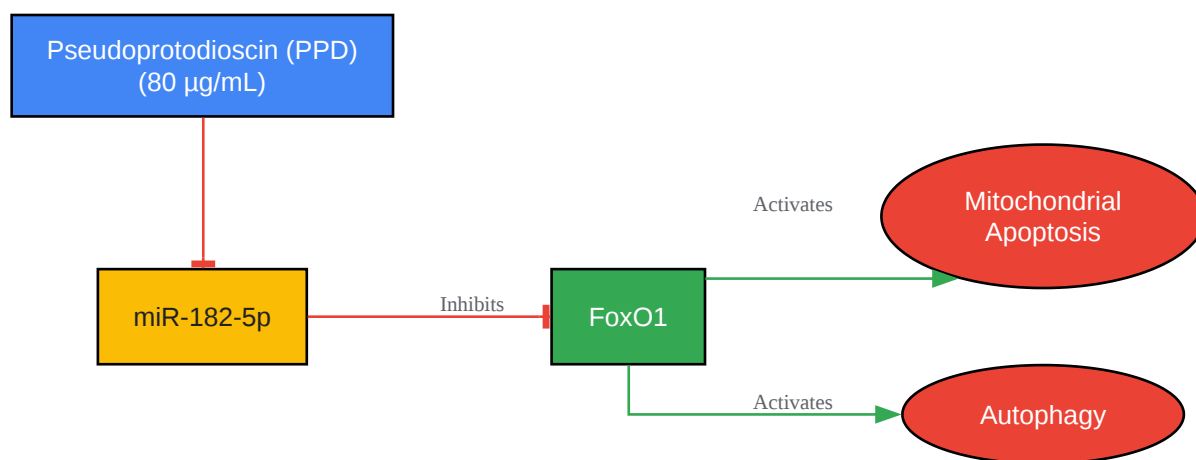 Pseudoprotodioscin (PPD)
(80 µg/mL)
Activates
Mitochondrial
Apoptosis
miR-182-5p
Inhibits
FoxO1
Activates
Autophagy